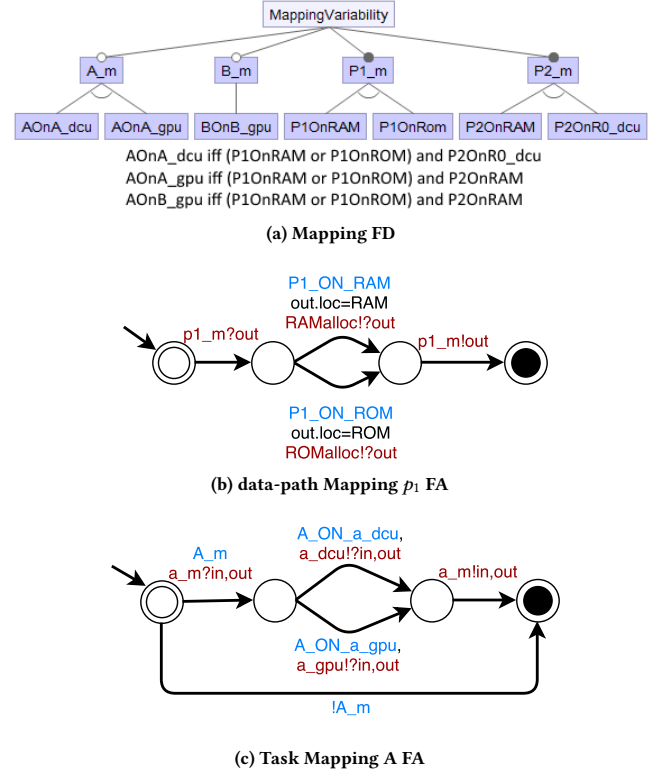 MappingVariability
A_m B_m P1_m P2_m
AOnA_dcu AOnA_gpu BOnB_gpu P1OnRAM P1OnRom P2OnRAM P2OnR0_dcu
AOnA_dcu iff (P1OnRAM or P1OnROM) and P2OnR0_dcu
AOnA_gpu iff (P1OnRAM or P1OnROM) and P2OnRAM
AOnB_gpu iff (P1OnRAM or P1OnROM) and P2OnRAM
(a) Mapping FD
P1_ON_RAM
out.loc=RAM
RAMalloc!?out
p1_m?out
p1_m!out
P1_ON_ROM
out.loc=ROM
ROMalloc!?out
(b) data-path Mapping p1 FA
A_m
a_m?in,out
A_ON_a_dcu,
a_dcu!?in,out
a_m!in,out
A_ON_a_gpu,
a_gpu!?in,out
!A_m
(c) Task Mapping A FA